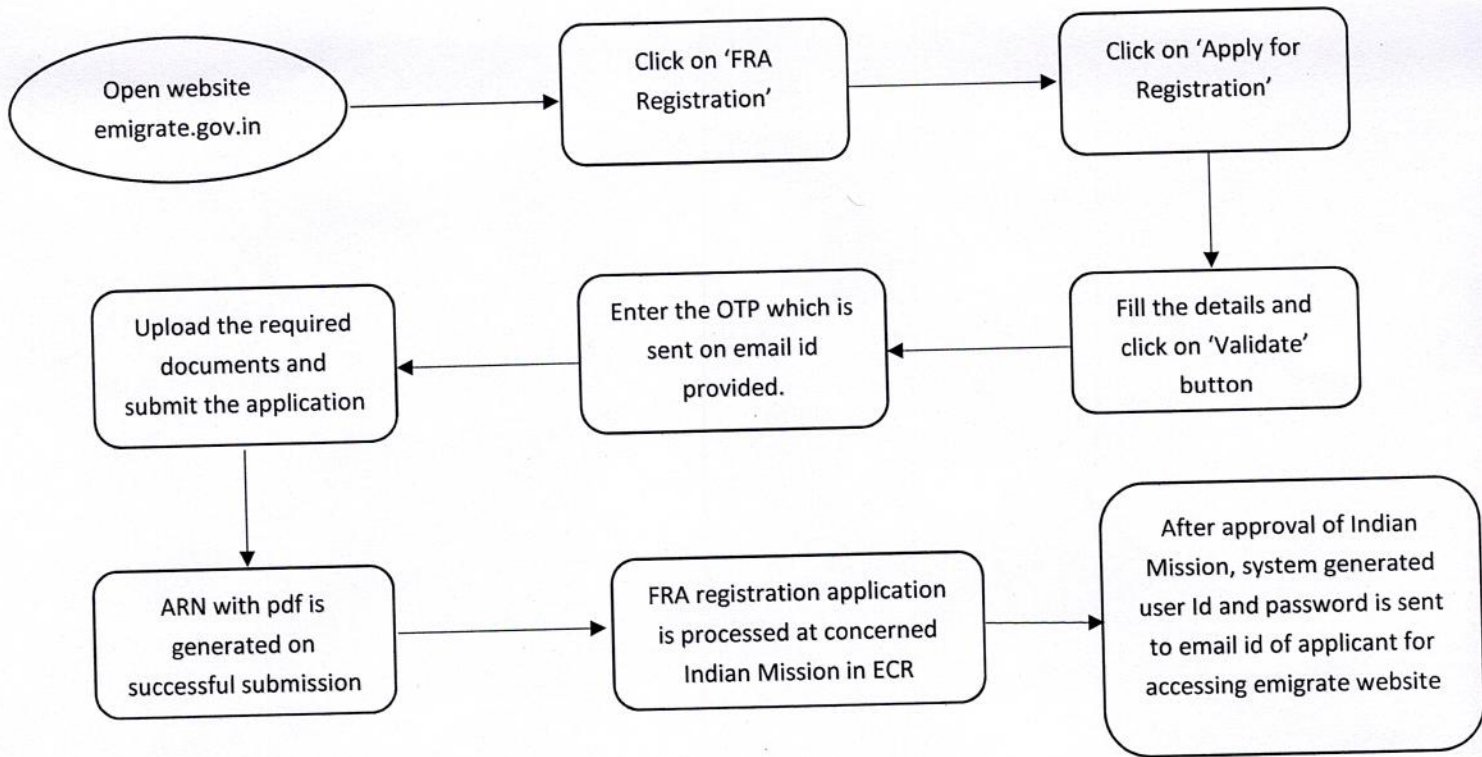 Open website
emigrate.gov.in
Click on ‘FRA
Registration’
Click on ‘Apply for
Registration’
Fill the details and
click on ‘Validate’
button
Enter the OTP which is
sent on email id
provided.
Upload the required
documents and
submit the application
ARN with pdf is
generated on
successful submission
FRA registration application
is processed at concerned
Indian Mission in ECR
After approval of Indian
Mission, system generated
user Id and password is sent
to email id of applicant for
accessing emigrate website